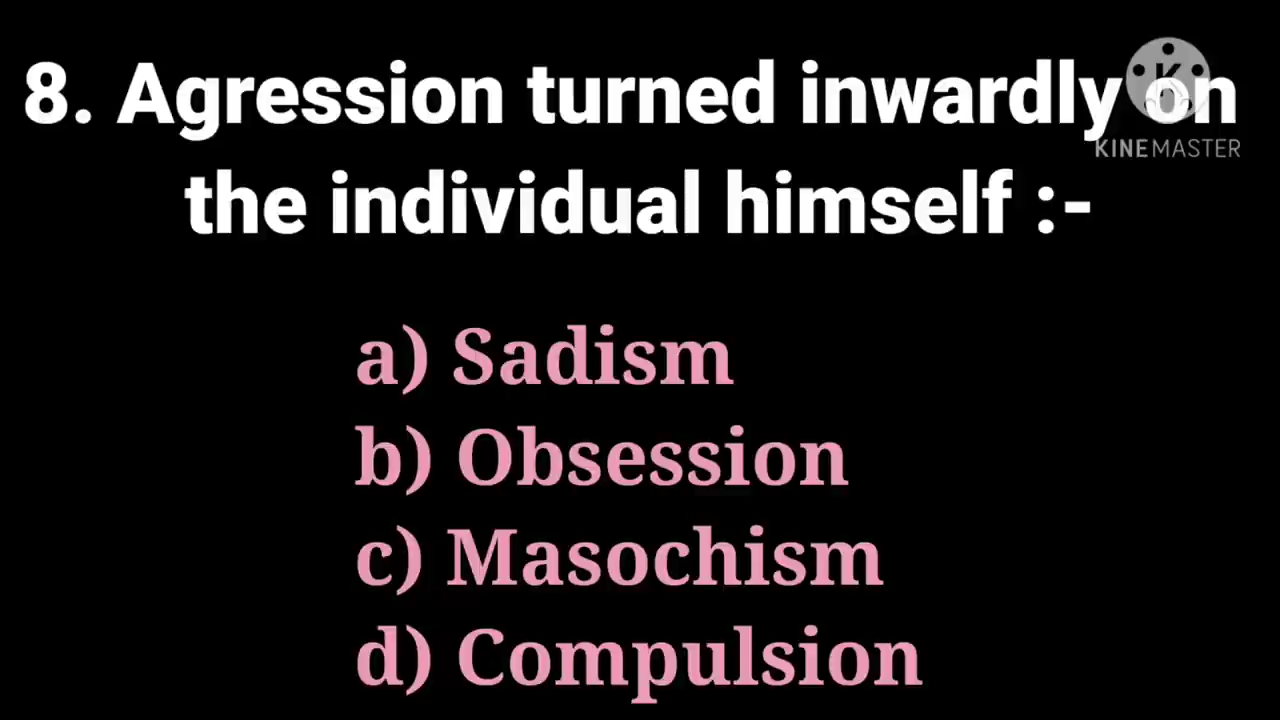 8. Agression turned inwardly on
KINEMASTER
the individual himself :-
a) Sadism
b) Obsession
c) Masochism
d) Compulsion